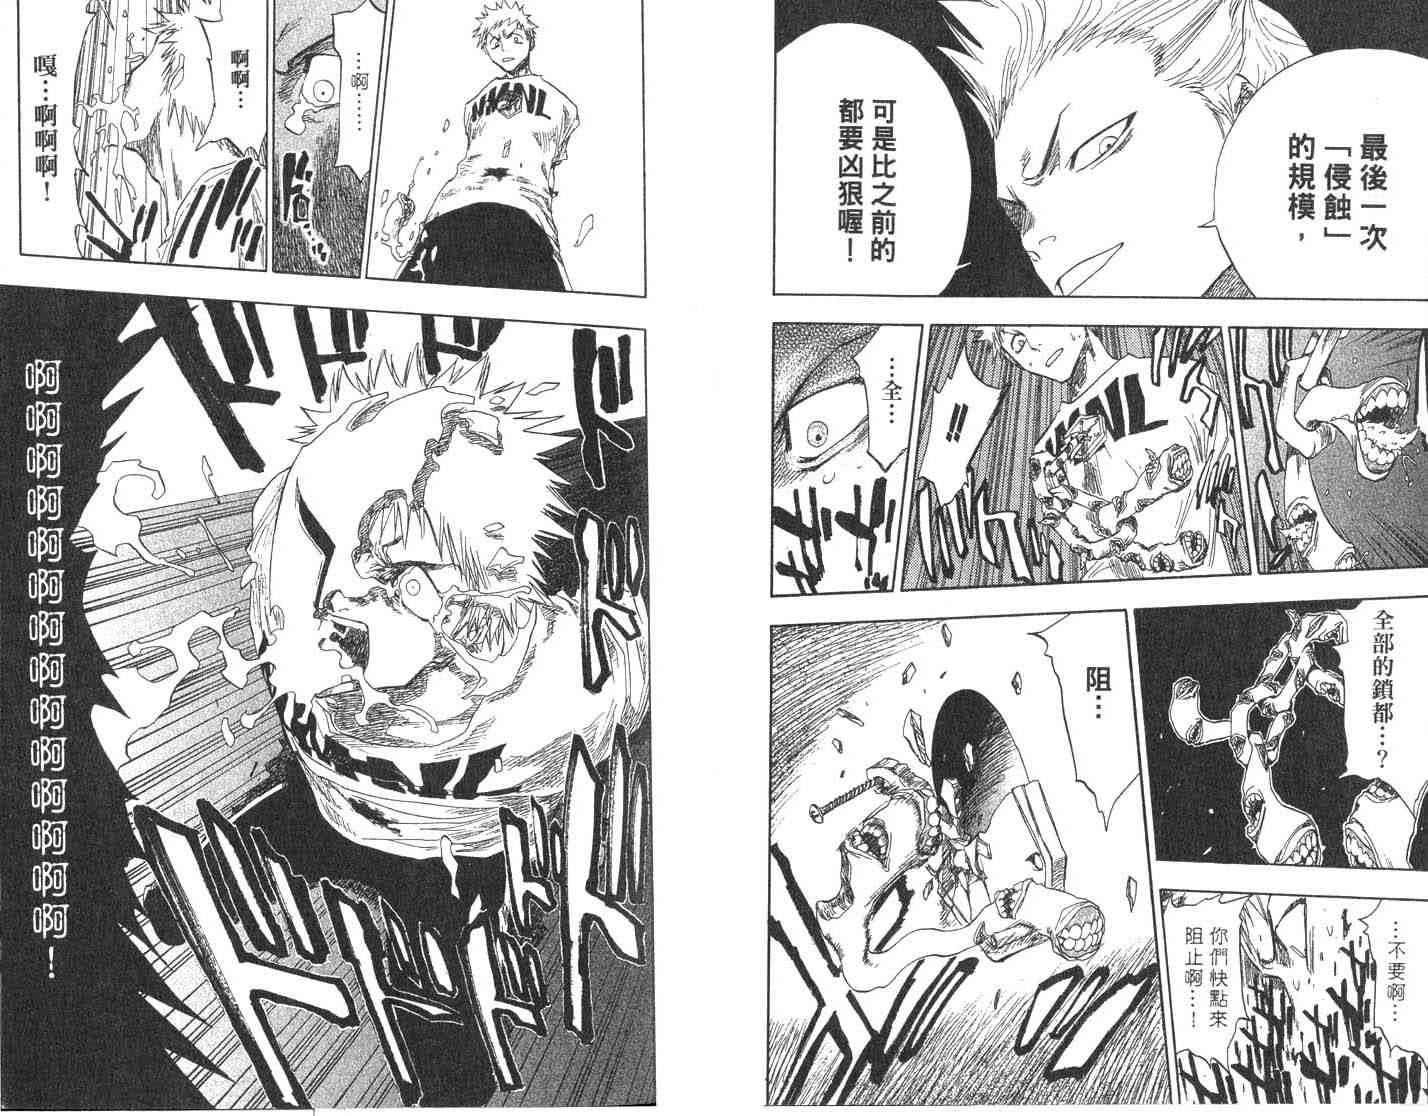 最後一次
「侵蝕」
的規模，
可是比之前的
都要凶狠喔！
!!
…全…
全部的鎖都…？
阻…
…不要啊…
你們快點來
阻止啊…！
…啊……
啊啊…
嘎…啊啊啊！
啊啊啊啊啊啊啊啊啊啊啊啊啊啊！